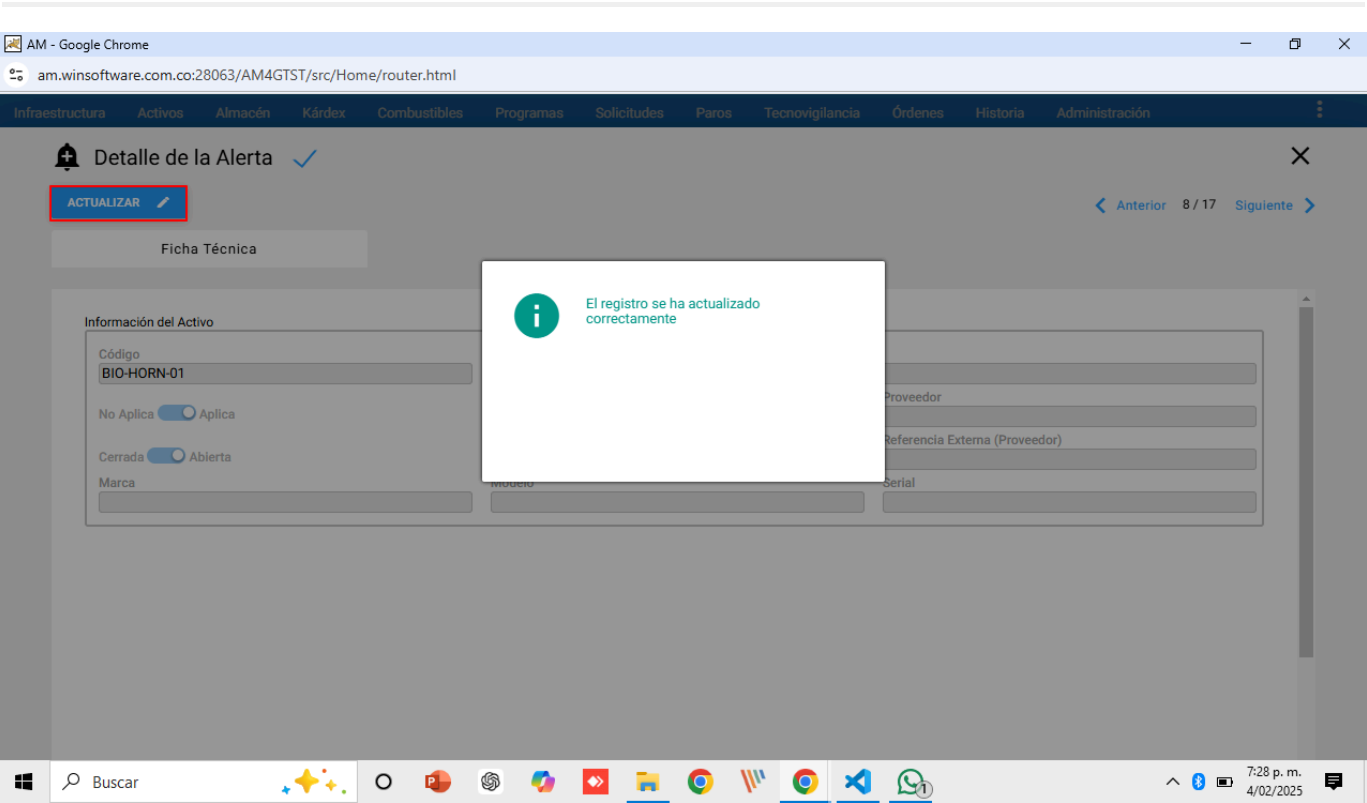 AM - Google Chrome
am.winsoftware.com.co:28063/AM4GTST/src/Home/router.html
Infraestructura Activos Almacén Kárdex Combustibles Programas Solicitudes Paros Tecnovigilancia Órdenes Historia Administración
Detalle de la Alerta
ACTUALIZAR
Anterior 8 / 17 Siguiente
Ficha Técnica
El registro se ha actualizado
correctamente
Información del Activo
Código
BIO-HORN-01
Proveedor
No Aplica Aplica
Referencia Externa (Proveedor)
Cerrada Abierta
Marca Modelo Serial
Buscar
1
7:28 p. m.
4/02/2025